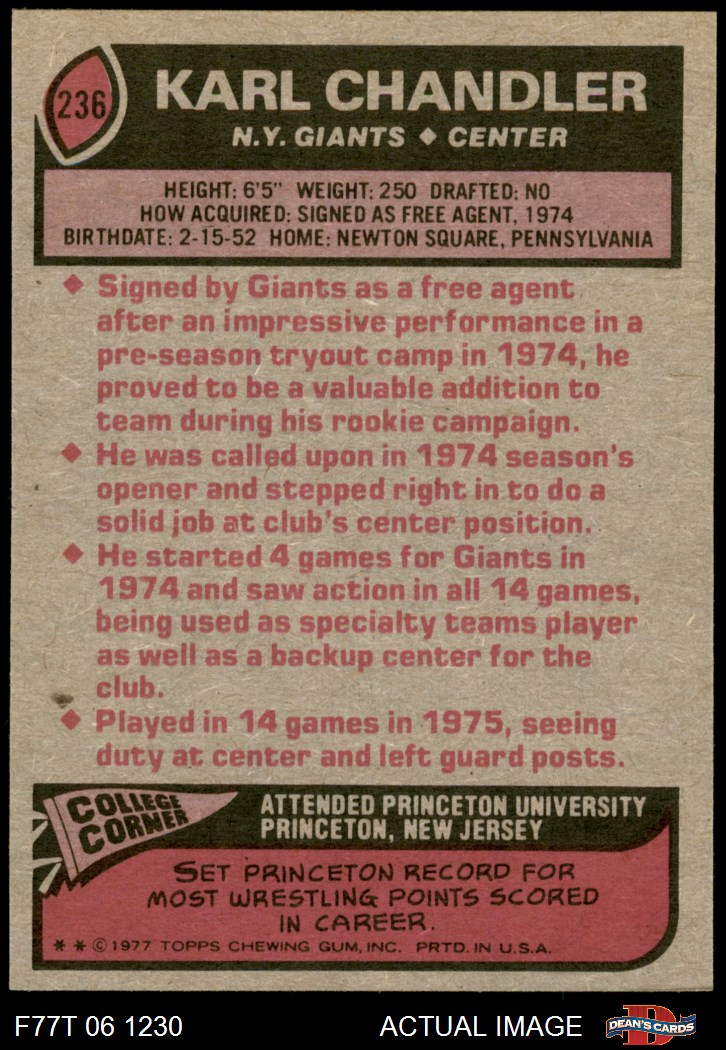 236
KARL CHANDLER
N.Y. GIANTS ♦ CENTER
HEIGHT: 6'5" WEIGHT: 250 DRAFTED: NO
HOW ACQUIRED: SIGNED AS FREE AGENT, 1974
BIRTHDATE: 2-15-52 HOME: NEWTON SQUARE, PENNSYLVANIA
♦ Signed by Giants as a free agent
after an impressive performance in a
pre-season tryout camp in 1974, he
proved to be a valuable addition to
team during his rookie campaign.
♦ He was called upon in 1974 season's
opener and stepped right in to do a
solid job at club's center position.
♦ He started 4 games for Giants in
1974 and saw action in all 14 games,
being used as specialty teams player
as well as a backup center for the
club.
♦ Played in 14 games in 1975, seeing
duty at center and left guard posts.
COLLEGE
CORNER
ATTENDED PRINCETON UNIVERSITY
PRINCETON, NEW JERSEY
SET PRINCETON RECORD FOR
MOST WRESTLING POINTS SCORED
IN CAREER.
* * © 1977 TOPPS CHEWING GUM, INC. PRTD. IN U.S.A.
F77T 06 1230
ACTUAL IMAGE
D
DEAN'S CARDS